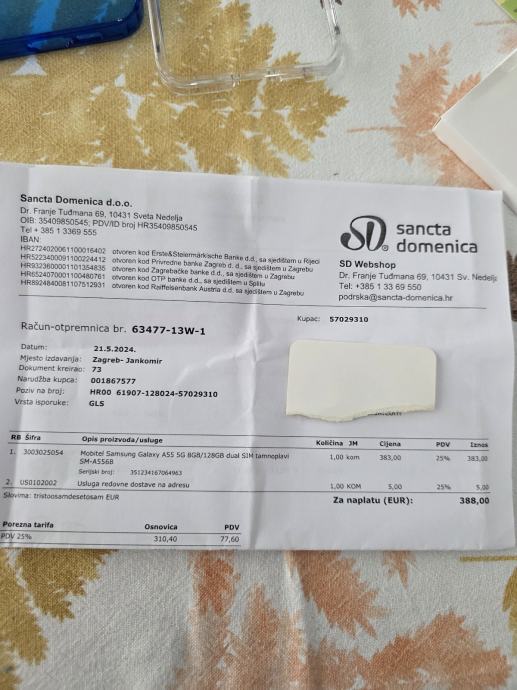 Sancta Domenica d.o.o.
Dr. Franje Tuđmana 69, 10431 Sveta Nedelja
OIB: 35409850545; PDV/ID broj HR35409850545
Tel + 385 1 3369 555
IBAN:
HR2724020061100016402 otvoren kod Erste&Steiermärkische Banke d.d., sa sjedištem u Rijeci
HR5223400091100224412 otvoren kod Privredne banke Zagreb d. d., sa sjedištem u Zagrebu
HR9323600001101354835 otvoren kod Zagrebačke banke d.d., sa sjedištem u Zagrebu
HR6524070001100480761 otvoren kod OTP banke d.d., sa sjedištem u Splitu
HR8924840081107512931 otvoren kod Raiffeisenbank Austria d.d, sa sjedištem u Zagrebu
SD
sancta
domenica
SD Webshop
Dr. Franje Tuđmana 69, 10431 Sv. Nedelja
Tel: +385 1 33 69 550
podrska@sancta-domenica.hr
Račun-otpremnica br. 63477-13W-1
Kupac: 57029310
Datum: 21.5.2024.
Mjesto izdavanja: Zagreb- Jankomir
Dokument kreirao: 73
Narudžba kupca: 001867577
Poziv na broj: HR00 61907-128024-57029310
Vrsta isporuke: GLS
RB Šifra Opis proizvoda/usluge Količina JM Cijena PDV Iznos
1. 3003025054 Mobitel Samsung Galaxy A55 5G 8GB/128GB dual SIM tamnoplavi 1,00 kom 383,00 25% 383,00
SM-A556B
Serijski broj: 351234167064963
2. US0102002 Usluga redovne dostave na adresu 1,00 KOM 5,00 25% 5,00
Slovima: tristoosamdesetosam EUR
Za naplatu (EUR): 388,00
Porezna tarifa Osnovica PDV
PDV 25% 310,40 77,60